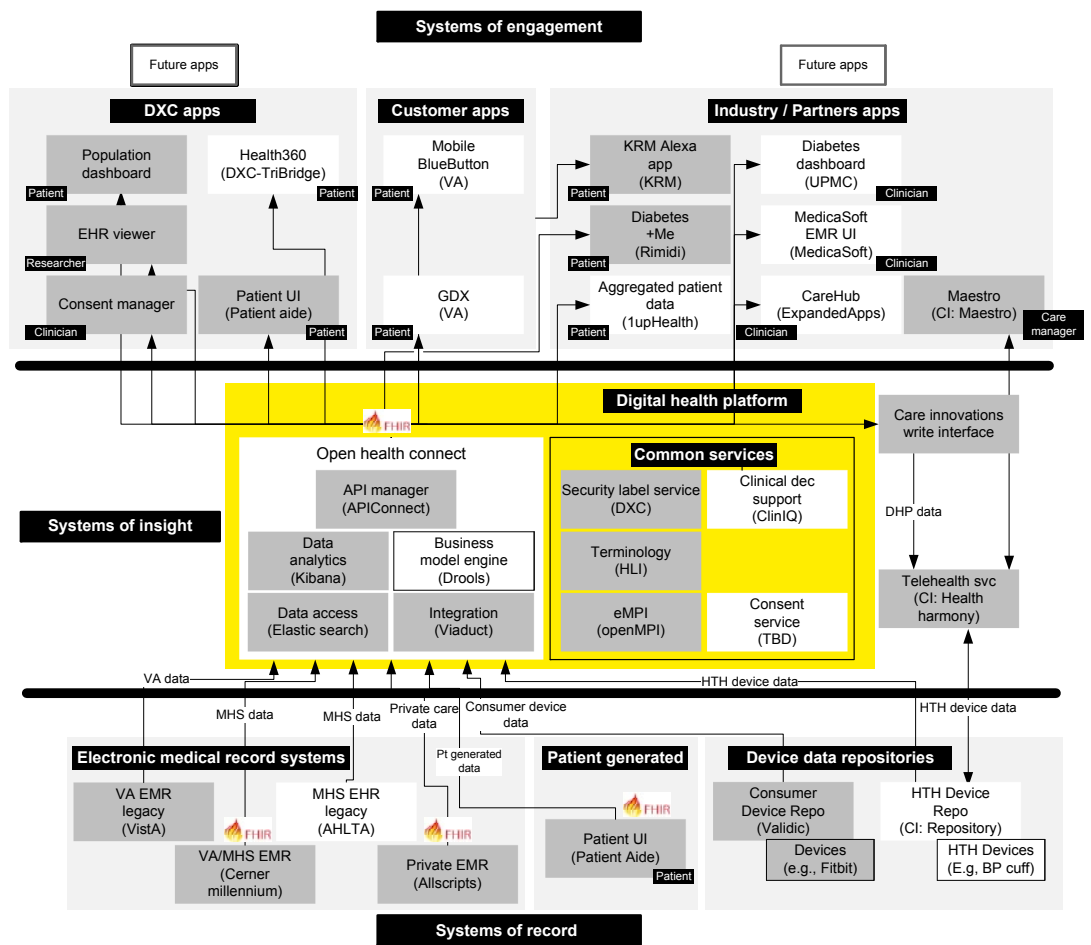 Systems of engagement
Future apps
Future apps
DXC apps
Customer apps
Industry / Partners apps
Population
dashboard
Patient
Health360
(DXC-TriBridge)
Patient
Mobile
BlueButton
(VA)
KRM Alexa
app
(KRM)
Patient
Diabetes
dashboard
(UPMC)
Clinician
EHR viewer
Researcher
Diabetes
+Me
(Rimidi)
Patient
MedicaSoft
EMR UI
(MedicaSoft)
Clinician
Consent manager
Clinician
Patient UI
(Patient aide)
Patient
GDX
(VA)
Patient
Aggregated patient
data
(1upHealth)
Patient
CareHub
(ExpandedApps)
Clinician
Maestro
(CI: Maestro)
Care
manager
Digital health platform
FHIR
Care innovations
write interface
Open health connect
Common services
API manager
(APIConnect)
Security label service
(DXC)
Clinical dec
support
(ClinIQ)
Systems of insight
DHP data
Data
analytics
(Kibana)
Business
model engine
(Drools)
Terminology
(HLI)
Telehealth svc
(CI: Health
harmony)
Data access
(Elastic search)
Integration
(Viaduct)
eMPI
(openMPI)
Consent
service
(TBD)
VA data
MHS data
MHS data
Private care
data
Consumer device
data
HTH device data
HTH device data
Pt generated
data
Electronic medical record systems
Patient generated
Device data repositories
VA EMR
legacy
(VistA)
MHS EHR
legacy
(AHLTA)
Consumer
Device Repo
(Validic)
HTH Device
Repo
(CI: Repository)
FHIR
FHIR
FHIR
VA/MHS EMR
(Cerner
millennium)
Private EMR
(Allscripts)
Patient UI
(Patient Aide)
Patient
Devices
(e.g., Fitbit)
HTH Devices
(E.g, BP cuff)
Systems of record